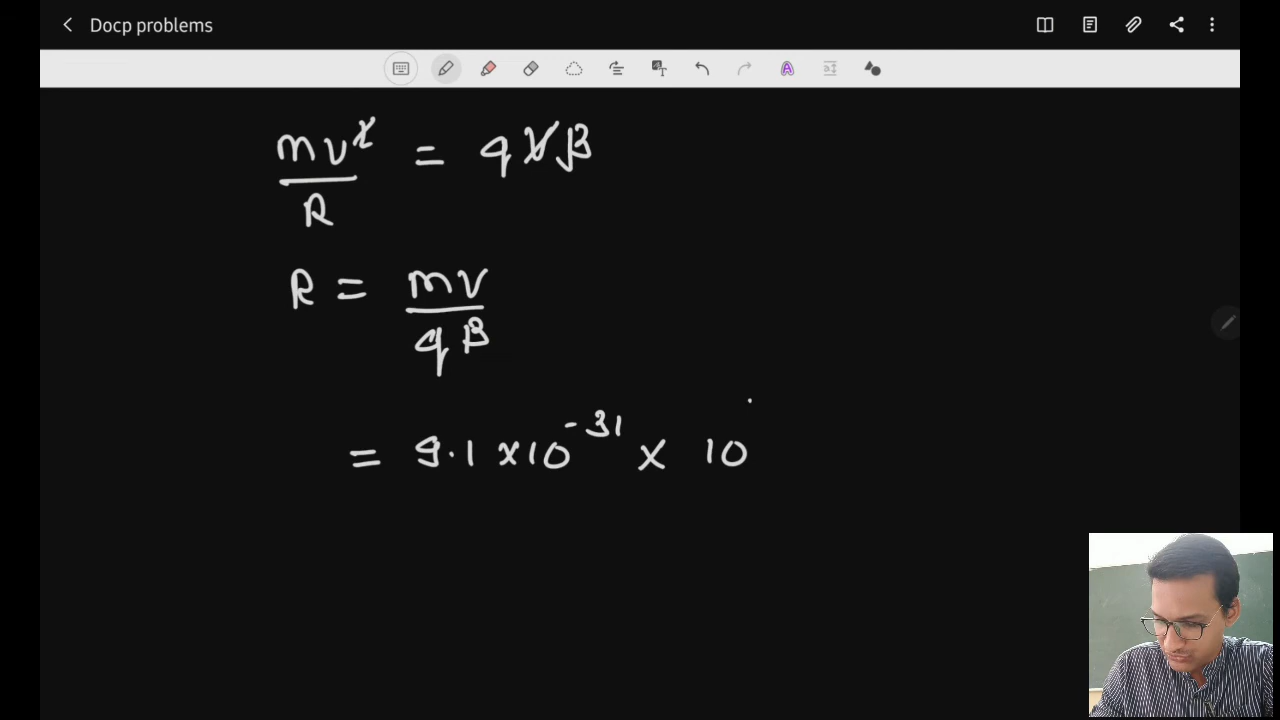 Docp problems
mv² / R = qvB
R = mv / qB
= 9.1 × 10⁻³¹ × 10